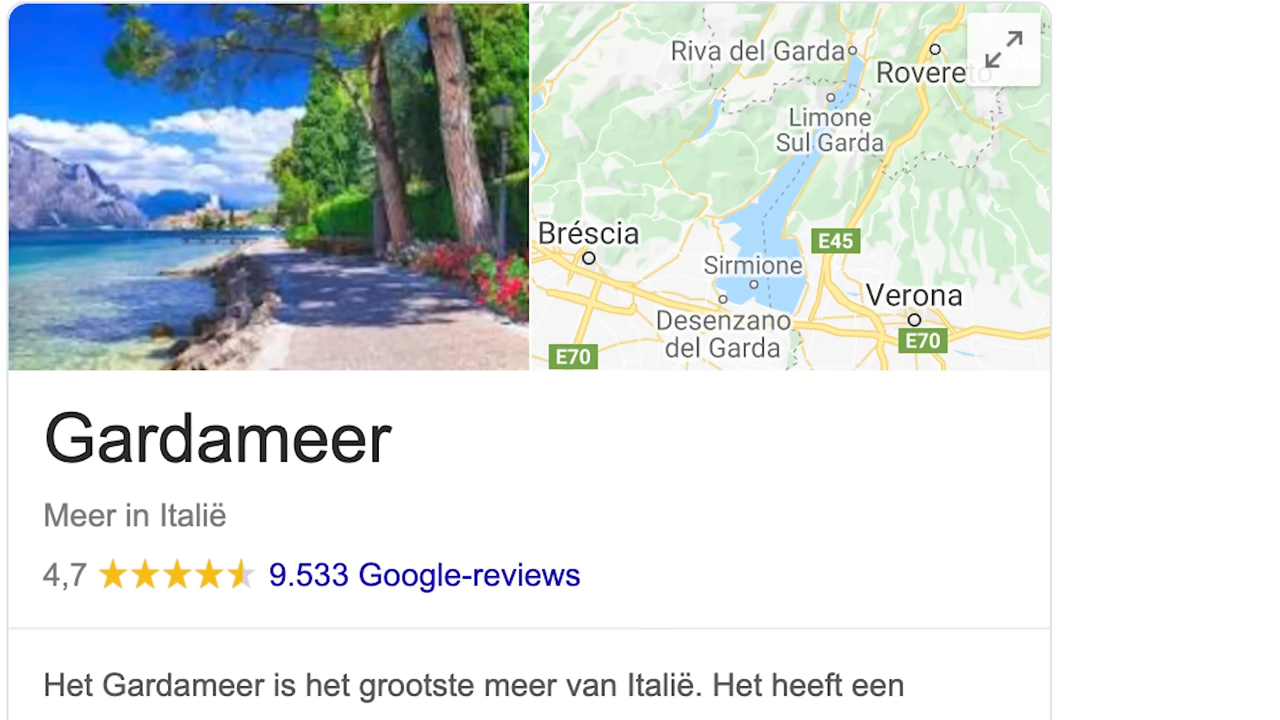 Riva del Garda
Rovereto
Limone
Sul Garda
Bréscia
E45
Sirmione
Verona
Desenzano
del Garda
E70
E70
Gardameer
Meer in Italië
4,7 9.533 Google-reviews
Het Gardameer is het grootste meer van Italië. Het heeft een